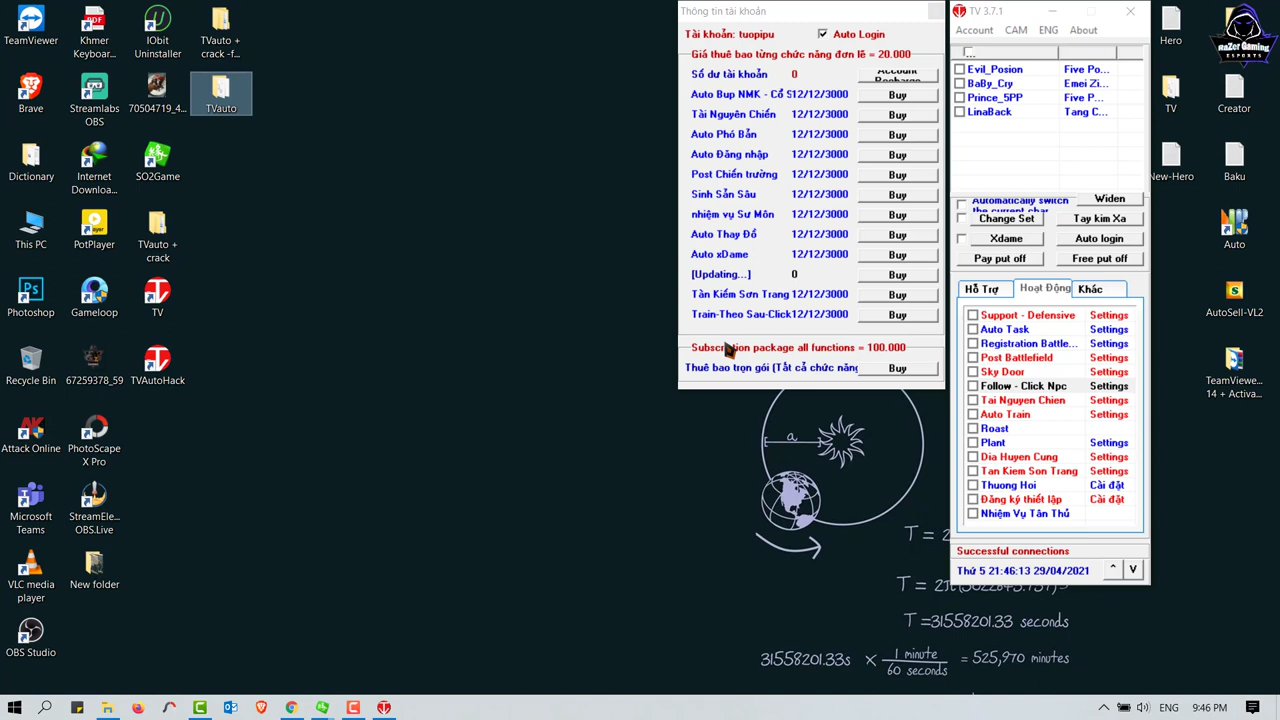 TeamViewer
Khmer Keyboard
IObit Uninstaller
TVauto + crack -f...
Brave
Streamlabs OBS
70504719_4...
TVauto
Dictionary
Internet Downloa...
SO2Game
This PC
PotPlayer
TVauto + crack
Photoshop
Gameloop
TV
Recycle Bin
67259378_59
TVAutoHack
Attack Online
PhotoScape X Pro
Microsoft Teams
StreamEle... OBS.Live
VLC media player
New folder
OBS Studio
Thông tin tài khoản
Tài khoản: tuopipu
Auto Login
Giá thuê bao từng chức năng đơn lẻ = 20.000
Số dư tài khoản 0 Account Recharge
Auto Bup NMK - Cổ S 12/12/3000 Buy
Tài Nguyên Chiến 12/12/3000 Buy
Auto Phó Bản 12/12/3000 Buy
Auto Đăng nhập 12/12/3000 Buy
Post Chiến trường 12/12/3000 Buy
Sinh Sản Sâu 12/12/3000 Buy
nhiệm vụ Sư Môn 12/12/3000 Buy
Auto Thay Đồ 12/12/3000 Buy
Auto xDame 12/12/3000 Buy
[Updating...] 0 Buy
Tàn Kiếm Sơn Trang 12/12/3000 Buy
Train-Theo Sau-Click 12/12/3000 Buy
Subscription package all functions = 100.000
Thuê bao trọn gói (Tất cả chức năng Buy
TV 3.7.1
Account CAM ENG About
...
Evil_Posion Five Po...
BaBy_Cry Emei Zi...
Prince_5PP Five P...
LinaBack Tang C...
Automatically switch the current char
Widen
Change Set Tay kim Xa
Xdame Auto login
Pay put off Free put off
Hỗ Trợ Hoạt Động Khác
Support - Defensive Settings
Auto Task Settings
Registration Battle... Settings
Post Battlefield Settings
Sky Door Settings
Follow - Click Npc Settings
Tai Nguyen Chien Settings
Auto Train Settings
Roast
Plant Settings
Dia Huyen Cung Settings
Tan Kiem Son Trang Settings
Thuong Hoi Cài đặt
Đăng ký thiết lập Cài đặt
Nhiệm Vụ Tân Thủ
Successful connections
Thứ 5 21:46:13 29/04/2021 ^ V
Hero
RaZer Gaming
ESPORTS
TV
Creator
New-Hero
Baku
Auto
AutoSell-VL2
TeamViewer 14 + Activa...
a
T =31558201.33 seconds
31558201.33s × 1 minute / 60 seconds = 525,970 minutes
9:46 PM